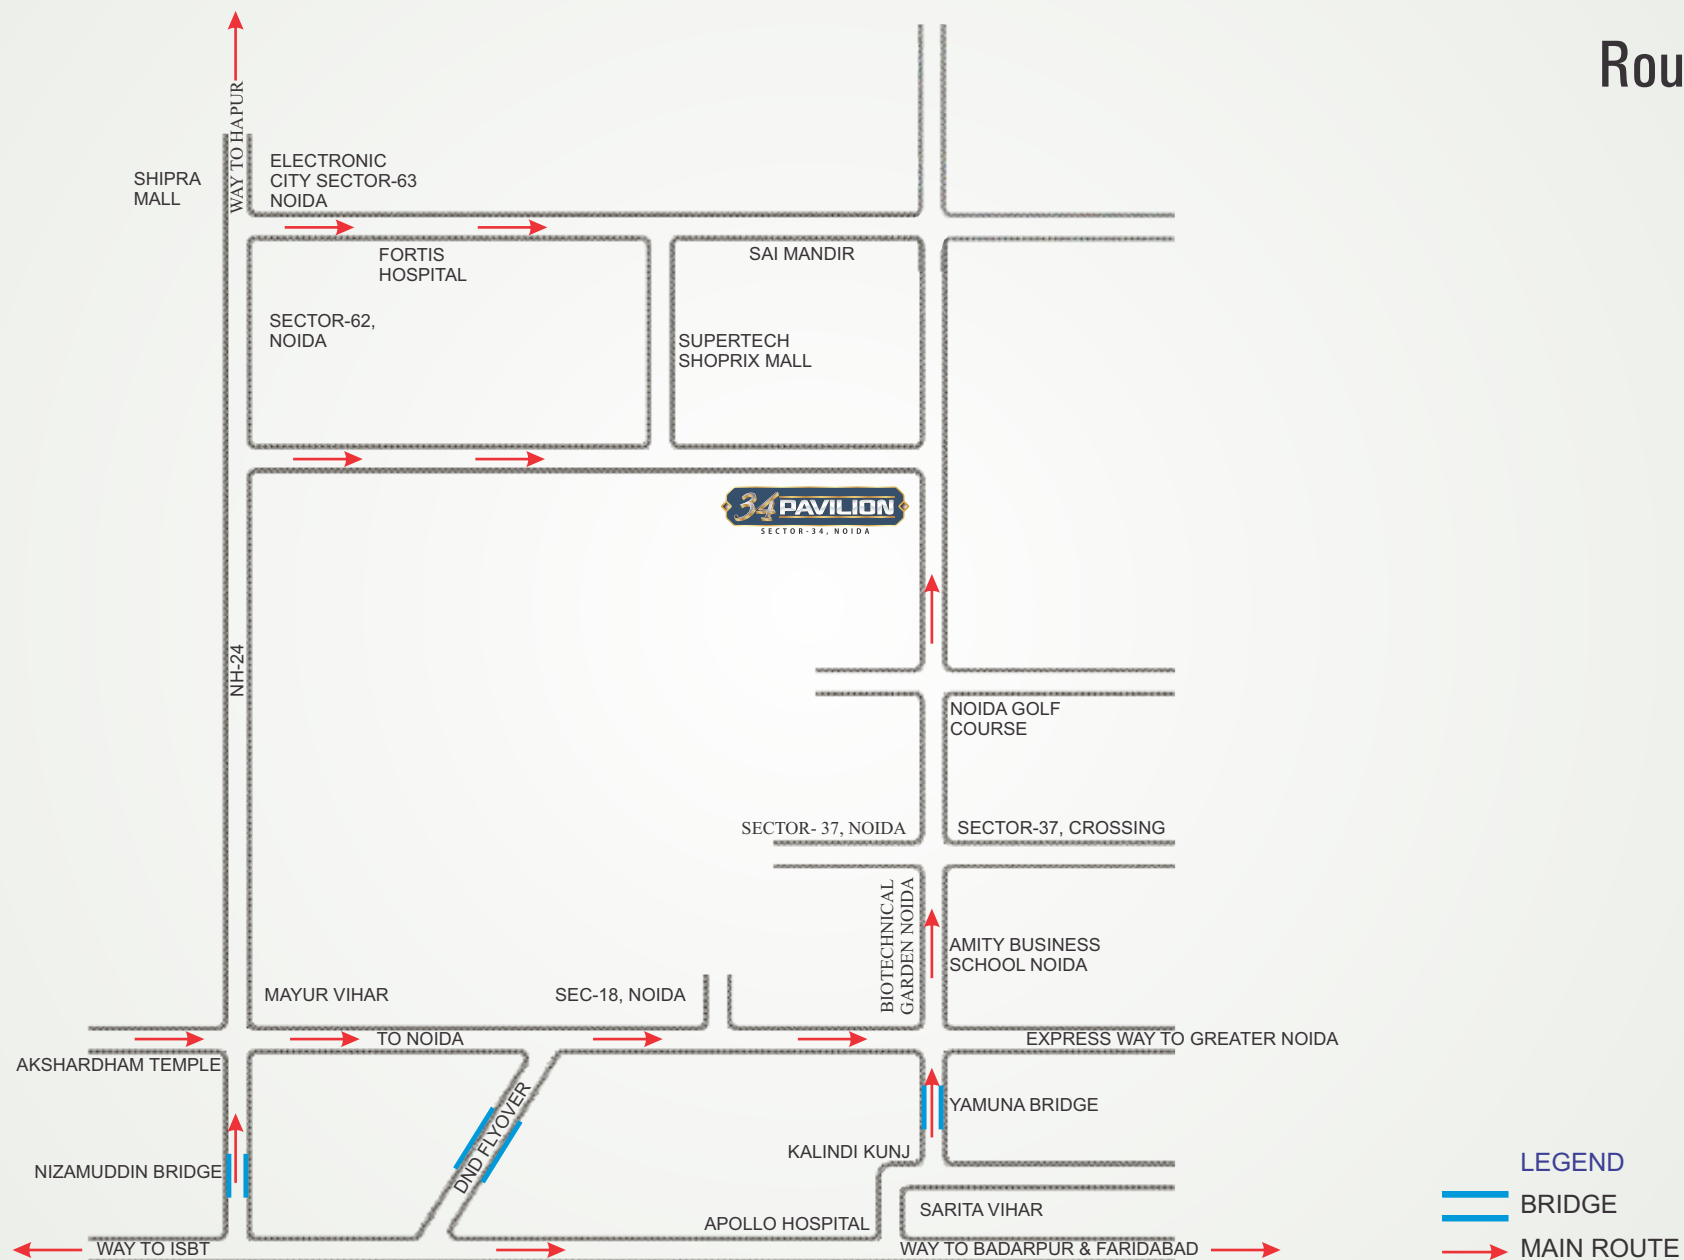 Rou
WAY TO HAPUR
SHIPRA
MALL
ELECTRONIC
CITY SECTOR-63
NOIDA
FORTIS
HOSPITAL
SAI MANDIR
SECTOR-62,
NOIDA
SUPERTECH
SHOPRIX MALL
34 PAVILION
SECTOR-34, NOIDA
NH-24
NOIDA GOLF
COURSE
SECTOR- 37, NOIDA
SECTOR-37, CROSSING
BIOTECHNICAL
GARDEN NOIDA
AMITY BUSINESS
SCHOOL NOIDA
MAYUR VIHAR
SEC-18, NOIDA
TO NOIDA
EXPRESS WAY TO GREATER NOIDA
AKSHARDHAM TEMPLE
DND FLYOVER
YAMUNA BRIDGE
KALINDI KUNJ
NIZAMUDDIN BRIDGE
SARITA VIHAR
APOLLO HOSPITAL
WAY TO ISBT
WAY TO BADARPUR & FARIDABAD
LEGEND
BRIDGE
MAIN ROUTE